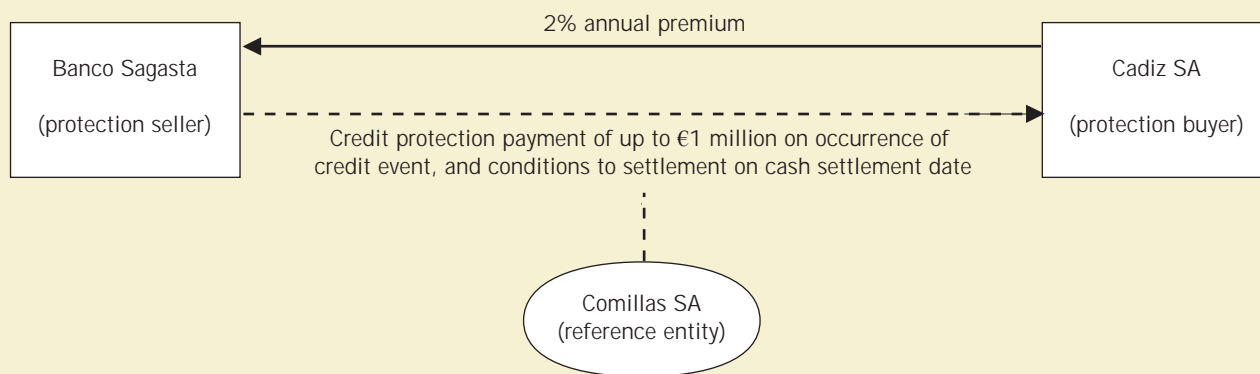 2% annual premium
Banco Sagasta
(protection seller)
Cadiz SA
(protection buyer)
Credit protection payment of up to €1 million on occurrence of
credit event, and conditions to settlement on cash settlement date
Comillas SA
(reference entity)